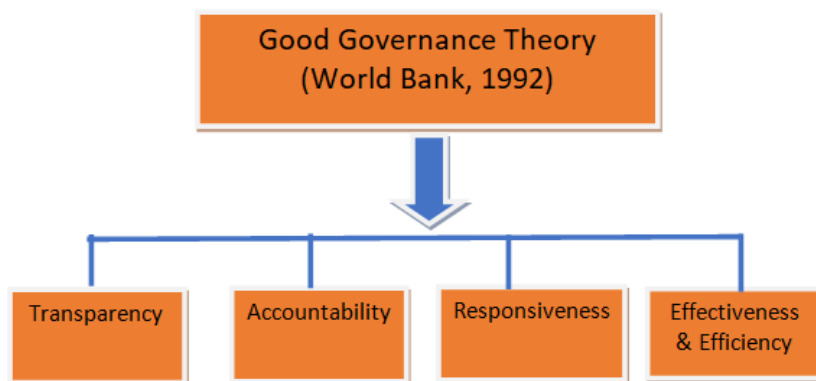 Good Governance Theory
(World Bank, 1992)
Transparency
Accountability
Responsiveness
Effectiveness
& Efficiency